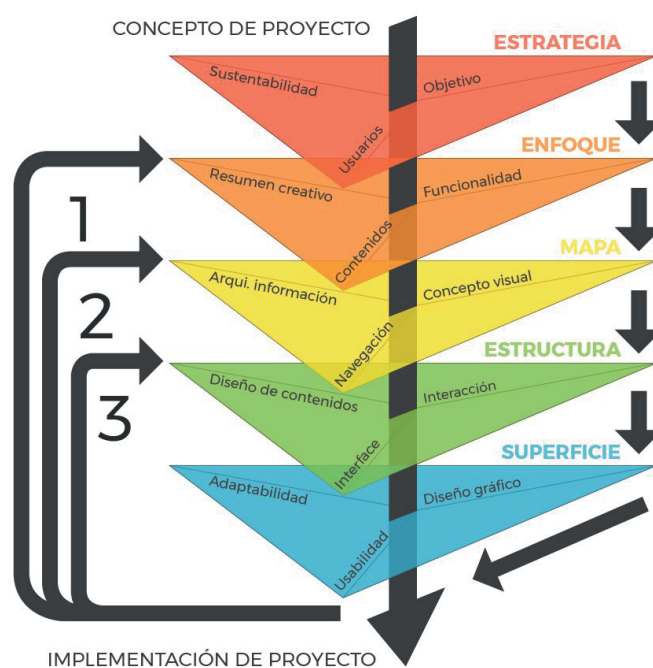 CONCEPTO DE PROYECTO
ESTRATEGIA
Sustentabilidad
Objetivo
Usuarios
ENFOQUE
Resumen creativo
Funcionalidad
Contenidos
1
MAPA
Arqui. información
Concepto visual
Navegación
2
ESTRUCTURA
Diseño de contenidos
Interacción
Interface
3
SUPERFICIE
Adaptabilidad
Diseño gráfico
Usabilidad
IMPLEMENTACIÓN DE PROYECTO